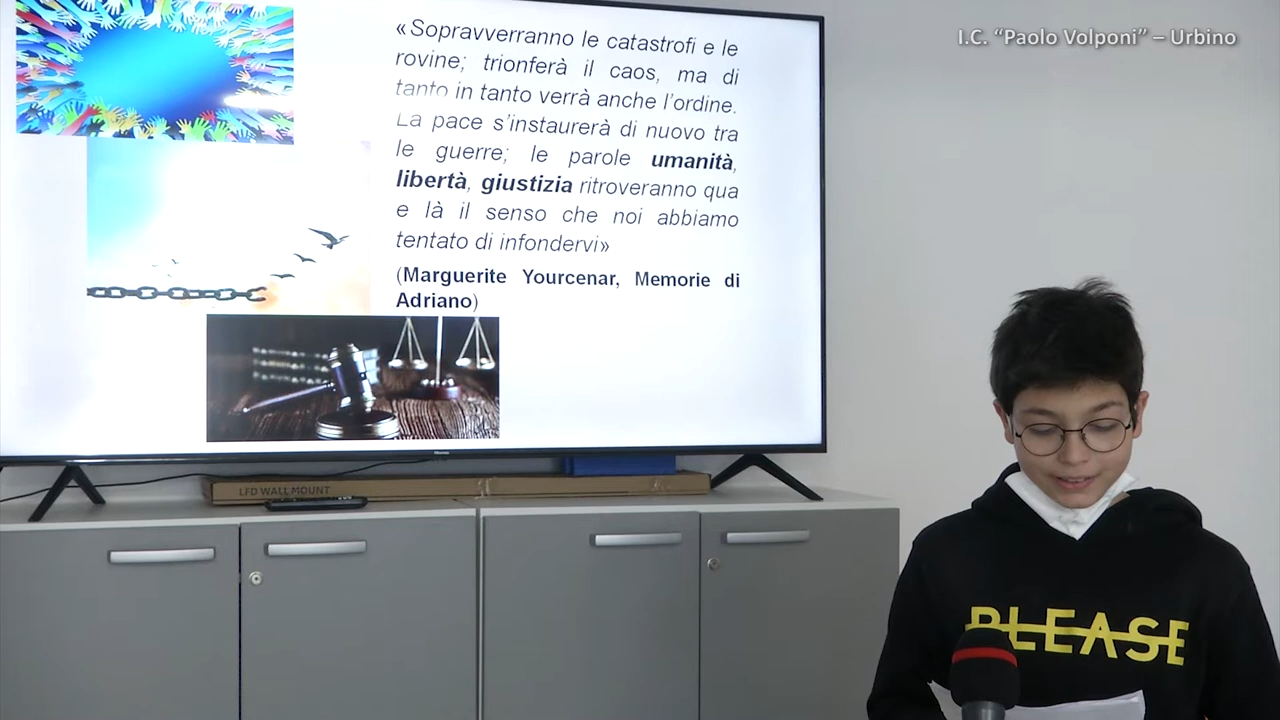 I.C. “Paolo Volponi” – Urbino
«Sopravverranno le catastrofi e le
rovine; trionferà il caos, ma di
tanto in tanto verrà anche l’ordine.
La pace s’instaurerà di nuovo tra
le guerre; le parole umanità,
libertà, giustizia ritroveranno qua
e là il senso che noi abbiamo
tentato di infondervi»
(Marguerite Yourcenar, Memorie di
Adriano)
Hisense
LFD WALL MOUNT
PLEASE